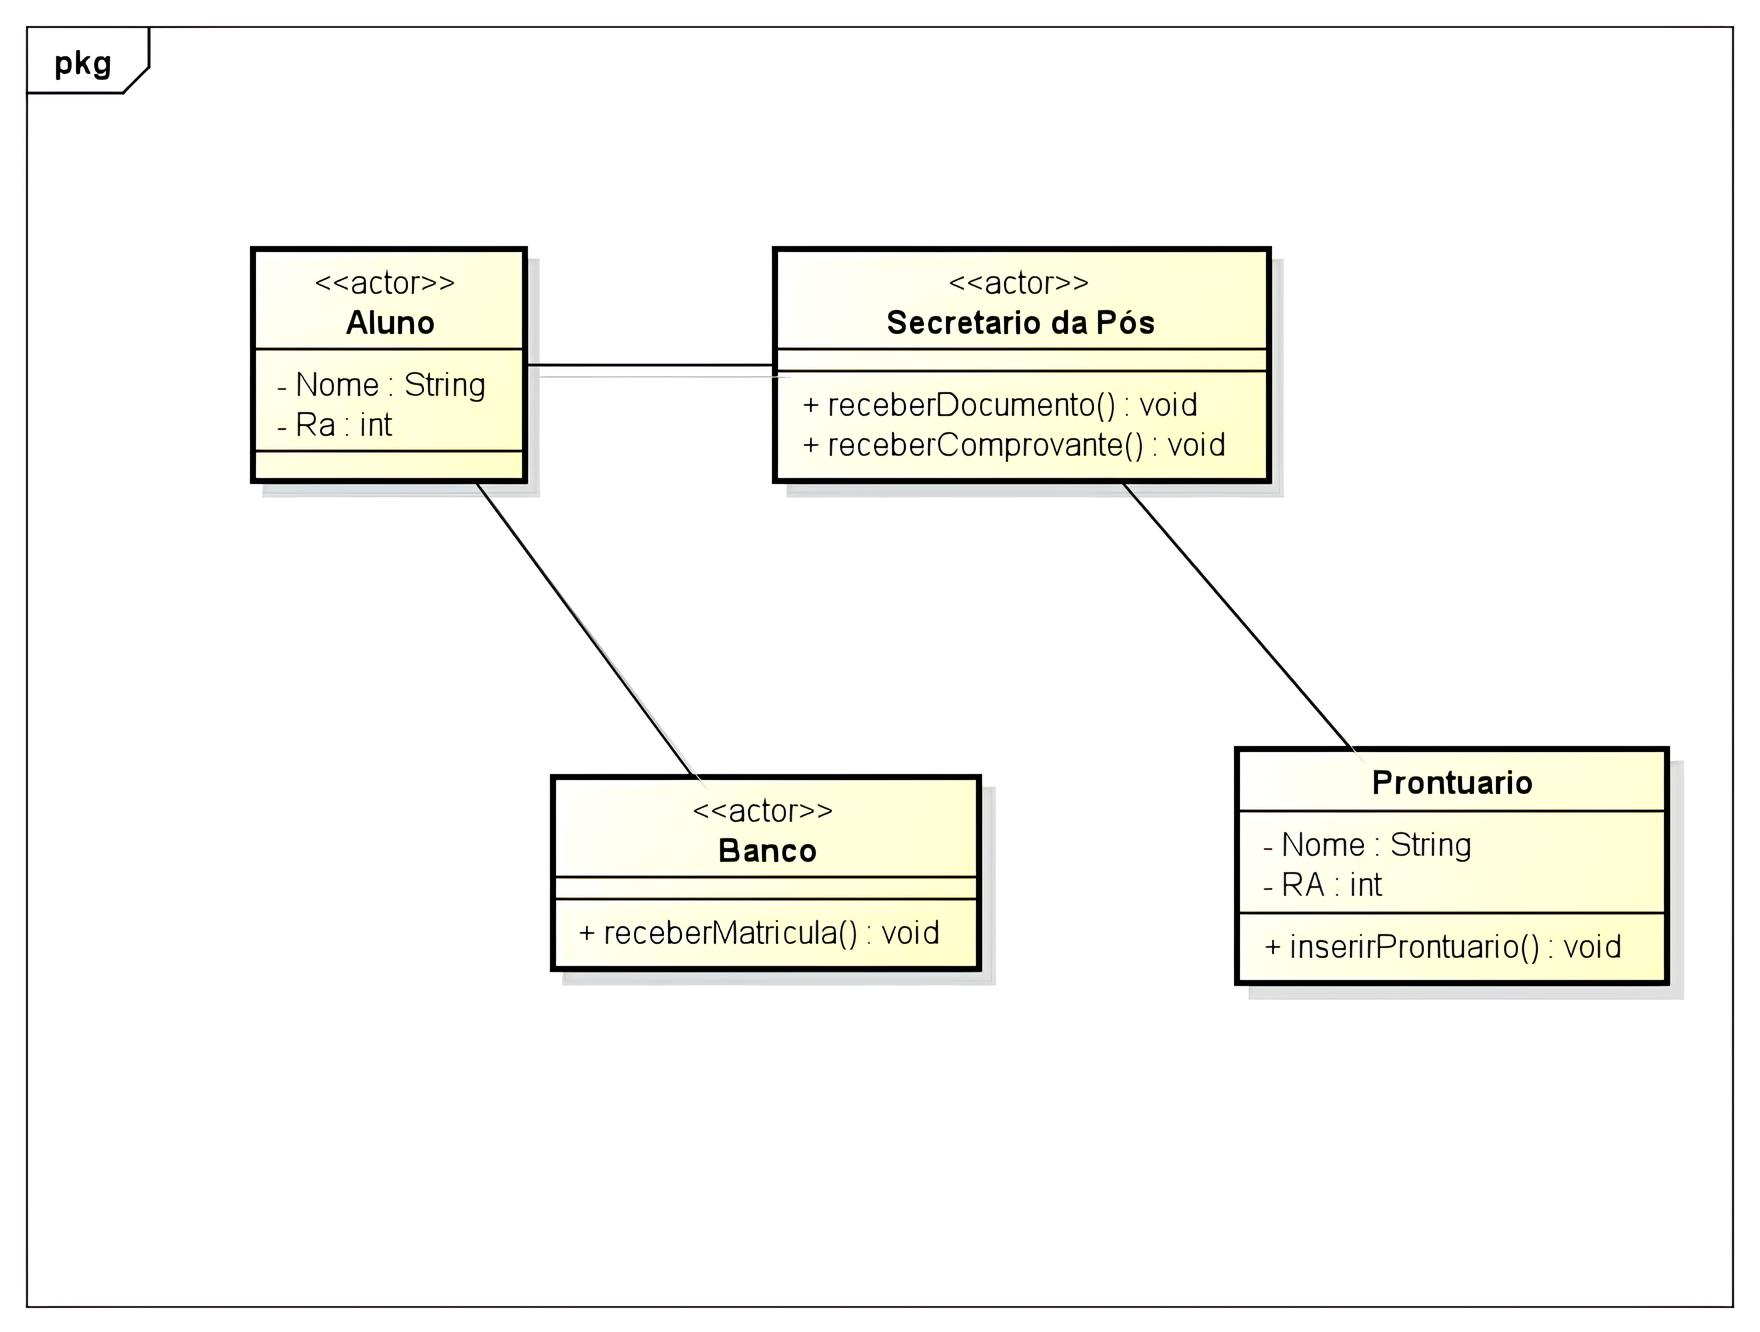 pkg
<<actor>>
Aluno
- Nome : String
- Ra : int
<<actor>>
Secretario da Pós
+ receberDocumento() : void
+ receberComprovante() : void
<<actor>>
Banco
+ receberMatricula() : void
Prontuario
- Nome : String
- RA : int
+ inserirProntuario() : void